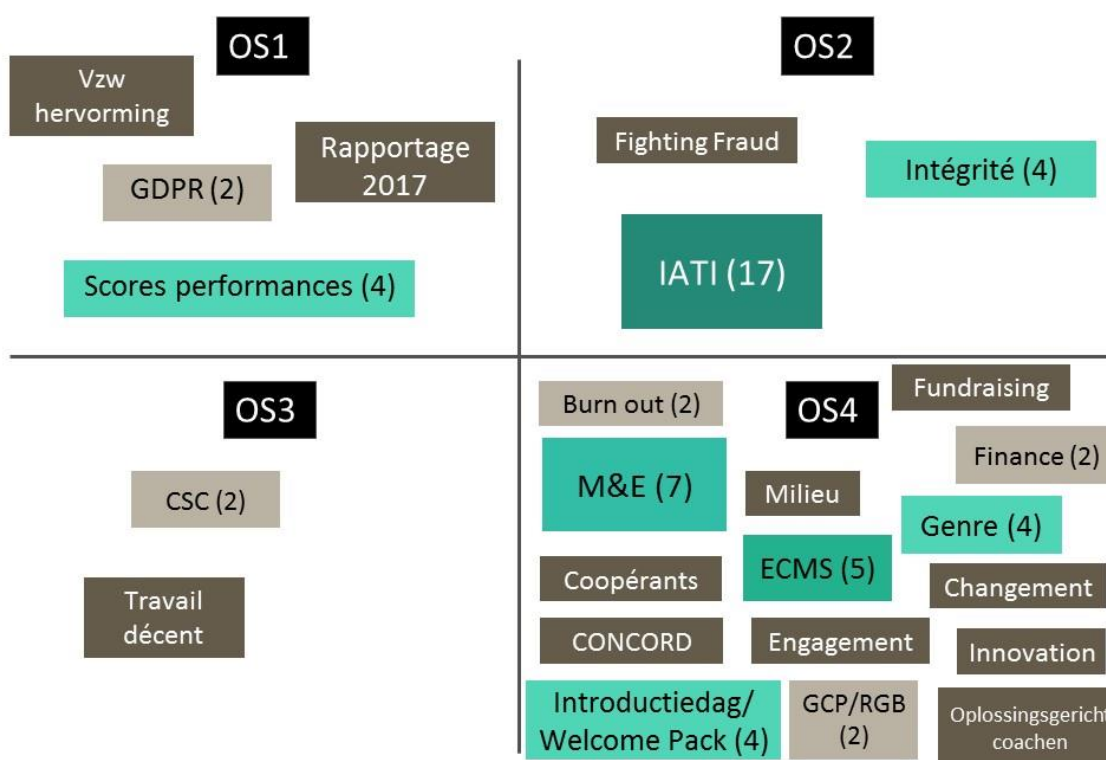 OS1
Vzw
hervorming
Rapportage
2017
GDPR (2)
Scores performances (4)
OS2
Fighting Fraud
Intégrité (4)
IATI (17)
OS3
CSC (2)
Travail
décent
OS4
Burn out (2)
Fundraising
Finance (2)
M&E (7)
Milieu
Genre (4)
ECMS (5)
Coopérants
Changement
CONCORD
Engagement
Innovation
Introductiedag/
Welcome Pack (4)
GCP/RGB
(2)
Oplossingsgericht
coachen